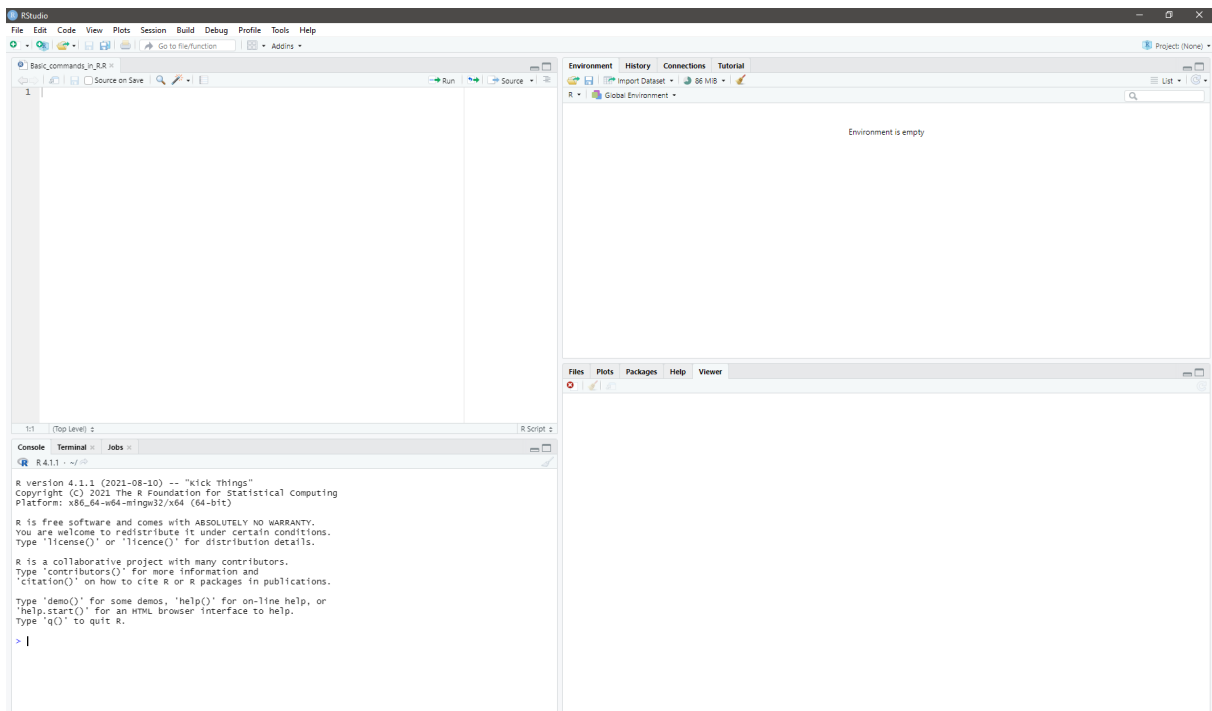 RStudio
File Edit Code View Plots Session Build Debug Profile Tools Help
Go to file/function Addins Project: (None)
Basic_commands_in_R.R
Source on Save Run Source
1
1:1 (Top Level) R Script
Console Terminal Jobs
R 4.1.1 · ~/
R version 4.1.1 (2021-08-10) -- "Kick Things"
Copyright (C) 2021 The R Foundation for Statistical Computing
Platform: x86_64-w64-mingw32/x64 (64-bit)
R is free software and comes with ABSOLUTELY NO WARRANTY.
You are welcome to redistribute it under certain conditions.
Type 'license()' or 'licence()' for distribution details.
R is a collaborative project with many contributors.
Type 'contributors()' for more information and
'citation()' on how to cite R or R packages in publications.
Type 'demo()' for some demos, 'help()' for on-line help, or
'help.start()' for an HTML browser interface to help.
Type 'q()' to quit R.
>
Environment History Connections Tutorial
Import Dataset 86 MiB List
R Global Environment
Environment is empty
Files Plots Packages Help Viewer